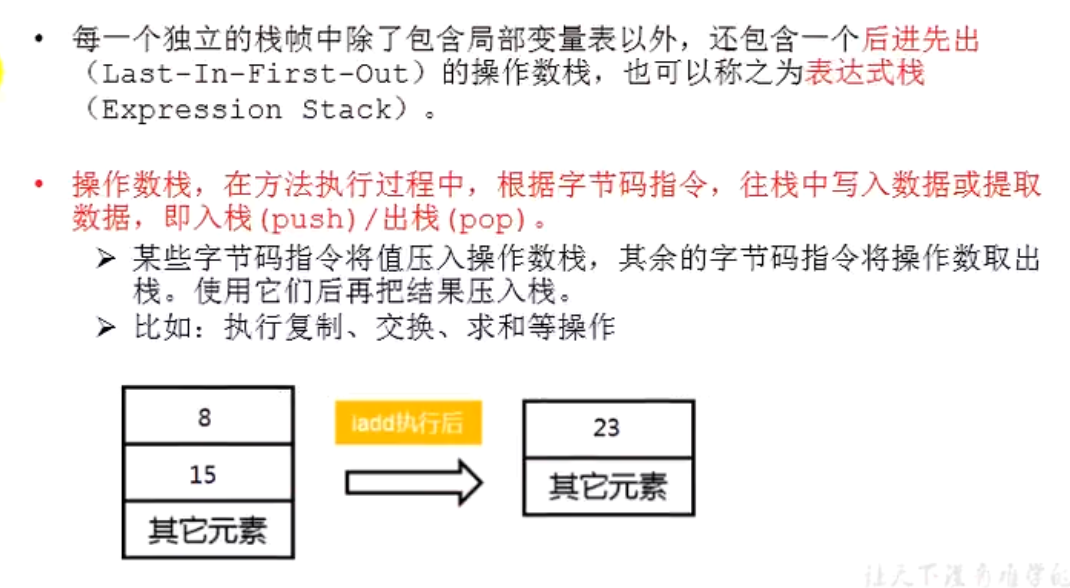 • 每一个独立的栈帧中除了包含局部变量表以外，还包含一个后进先出
（Last-In-First-Out）的操作数栈，也可以称之为表达式栈
（Expression Stack）。
• 操作数栈，在方法执行过程中，根据字节码指令，往栈中写入数据或提取
数据，即入栈(push)/出栈(pop)。
➢ 某些字节码指令将值压入操作数栈，其余的字节码指令将操作数取出
栈。使用它们后再把结果压入栈。
➢ 比如：执行复制、交换、求和等操作
8
15
其它元素
iadd执行后
23
其它元素